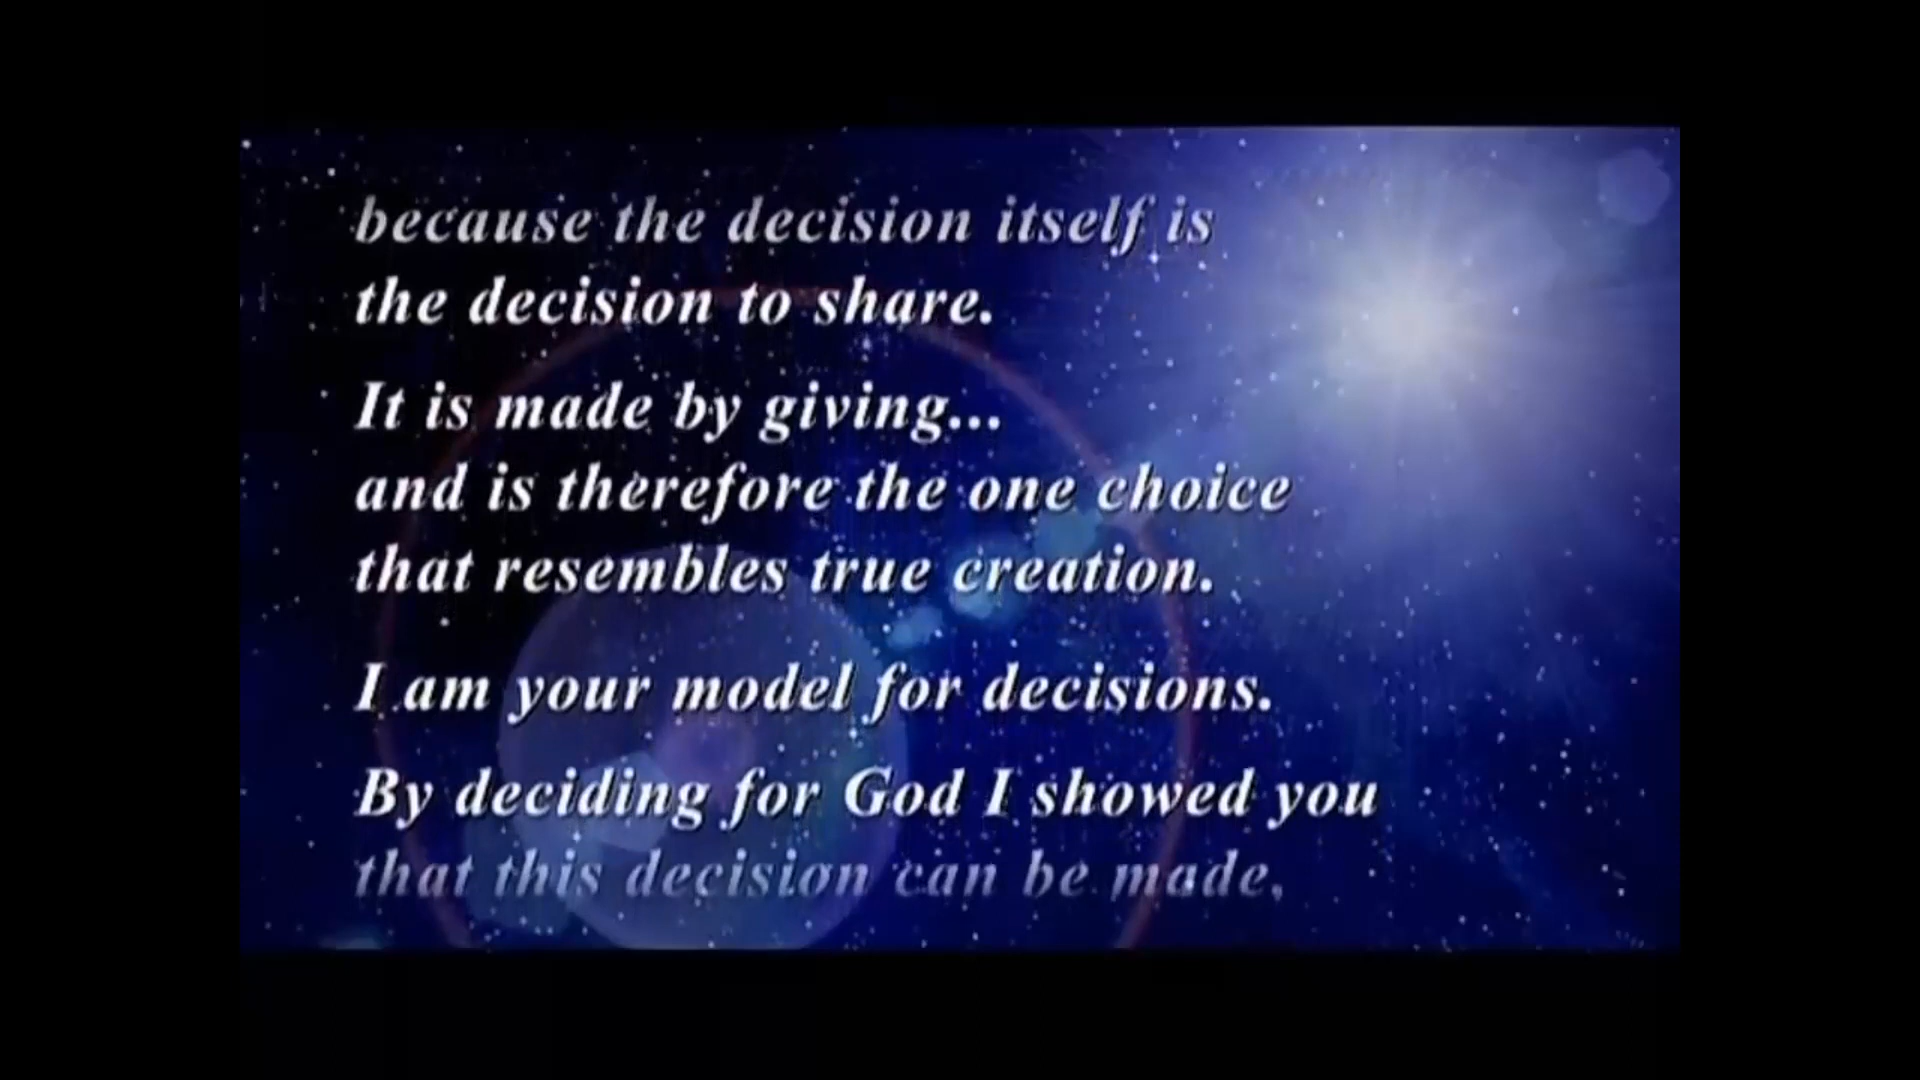 because the decision itself is
the decision to share.
It is made by giving...
and is therefore the one choice
that resembles true creation.
I am your model for decisions.
By deciding for God I showed you
that this decision can be made,